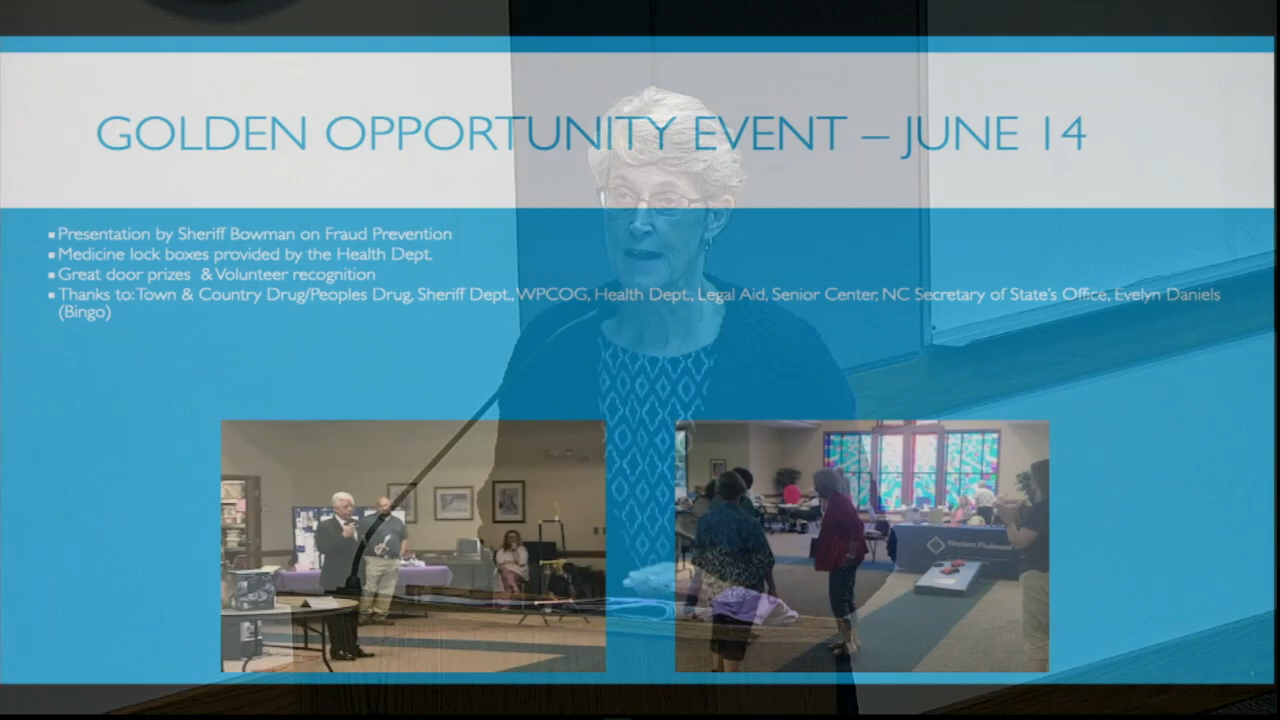 GOLDEN OPPORTUNITY EVENT – JUNE 14
▪Presentation by Sheriff Bowman on Fraud Prevention
▪Medicine lock boxes provided by the Health Dept.
▪Great door prizes & Volunteer recognition
▪Thanks to: Town & Country Drug/Peoples Drug, Sheriff Dept., WPCOG, Health Dept., Legal Aid, Senior Center, NC Secretary of State's Office, Evelyn Daniels
(Bingo)
Western Piedmont